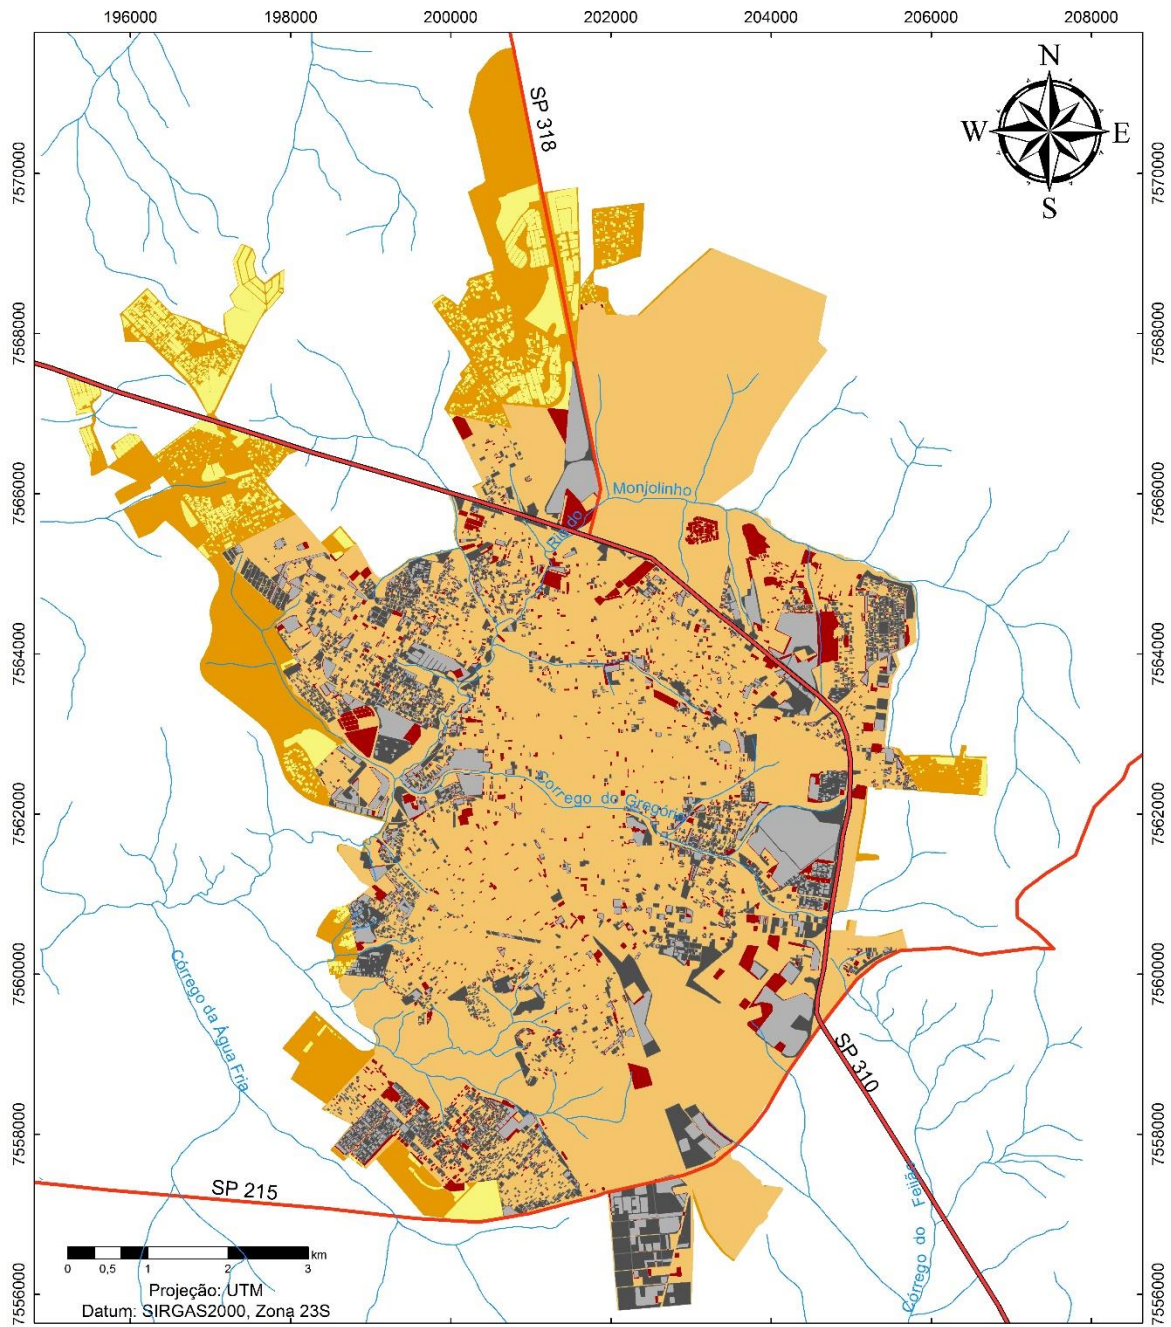 196000 198000 200000 202000 204000 206000 208000
N
W E
S
SP 318
7570000 7570000
7568000 7568000
7566000 7566000
Monjolinho
Rio do
7564000 7564000
7562000 7562000
Córrego do Gregório
7560000 7560000
Córrego da Água Fria
SP 310
7558000 7558000
SP 215
Córrego do Feijão
7556000 7556000
0 0,5 1 2 3 km
Projeção: UTM
Datum: SIRGAS2000, Zona 23S